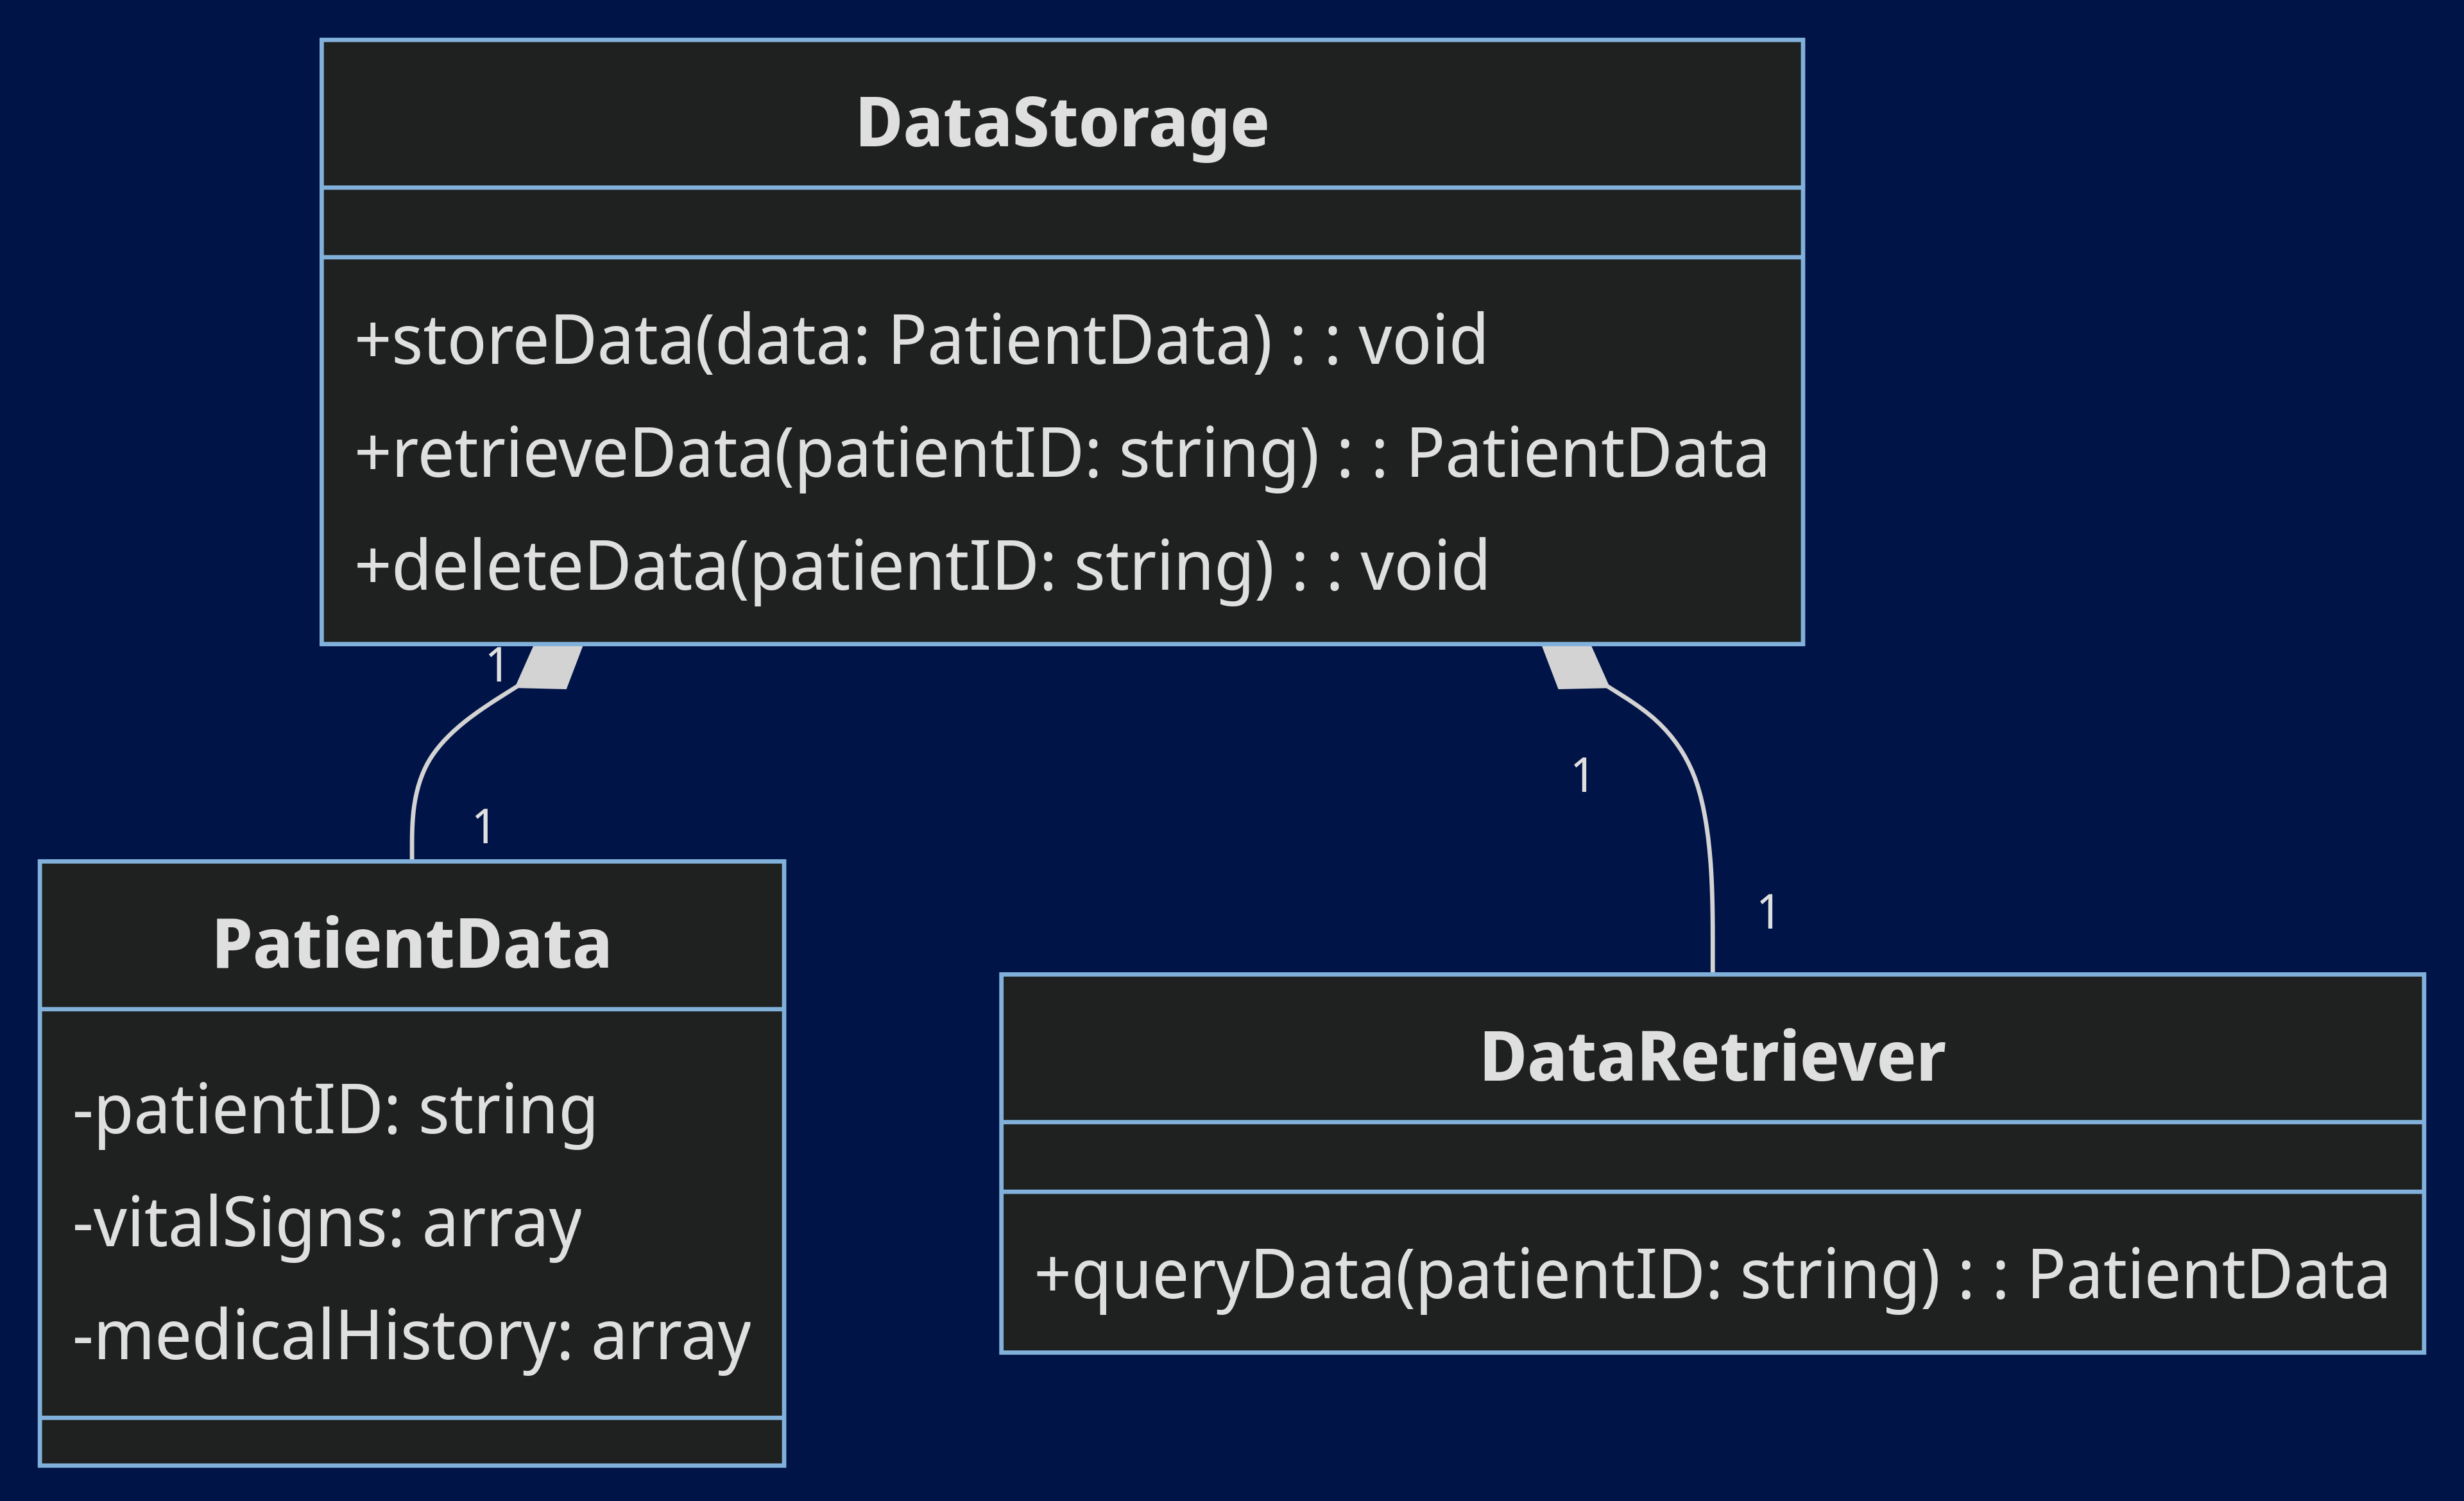 DataStorage
+storeData(data: PatientData) : : void
+retrieveData(patientID: string) : : PatientData
+deleteData(patientID: string) : : void
1
1
1
1
PatientData
-patientID: string
-vitalSigns: array
-medicalHistory: array
DataRetriever
+queryData(patientID: string) : : PatientData